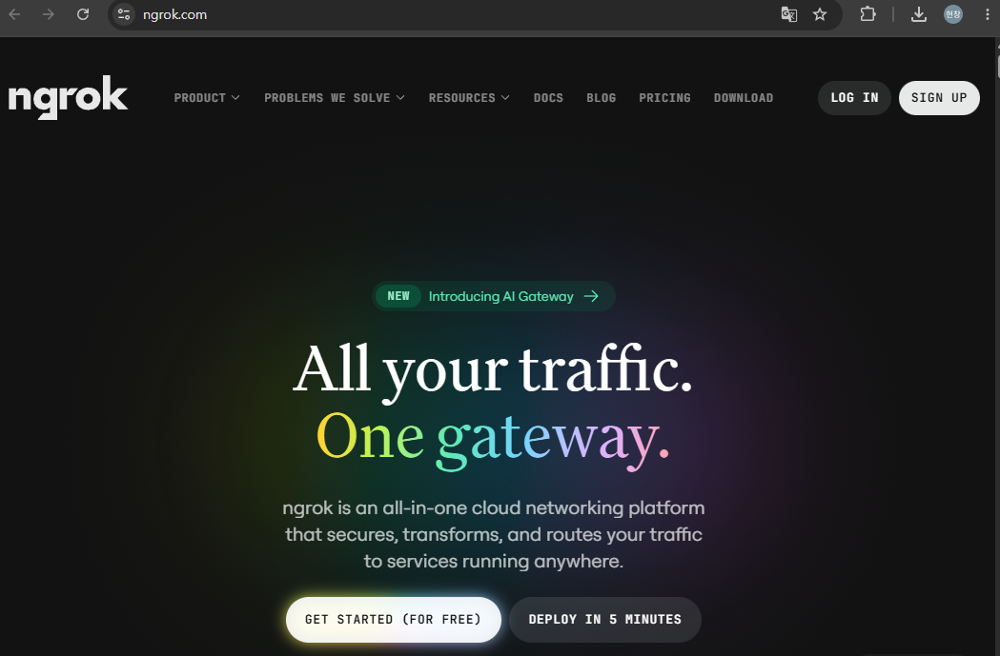 ngrok.com
현창
ngrok
PRODUCT PROBLEMS WE SOLVE RESOURCES DOCS BLOG PRICING DOWNLOAD LOG IN SIGN UP
NEW Introducing AI Gateway →
All your traffic.
One gateway.
ngrok is an all-in-one cloud networking platform
that secures, transforms, and routes your traffic
to services running anywhere.
GET STARTED (FOR FREE) DEPLOY IN 5 MINUTES